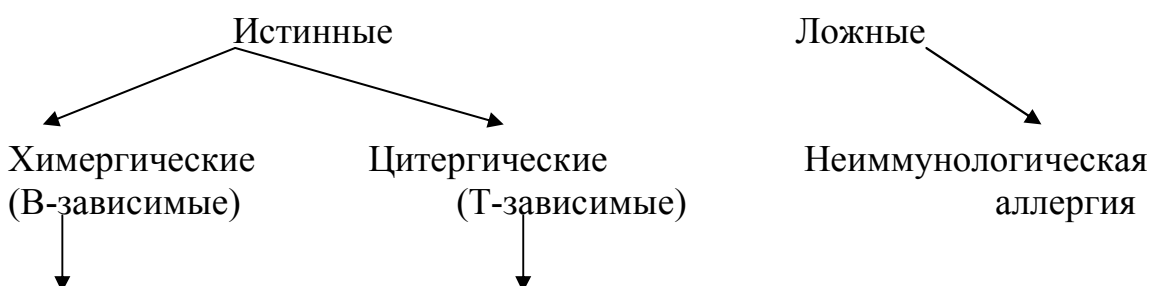 Истинные Ложные
Химергические Цитергические Неиммунологическая
(В-зависимые) (Т-зависимые) аллергия